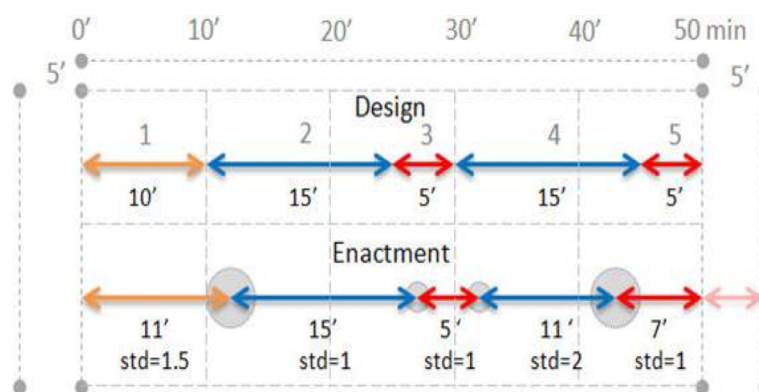 0’ 10’ 20’ 30’ 40’ 50 min
5’ 5’
Design
1 2 3 4 5
10’ 15’ 5’ 15’ 5’
Enactment
11’ 15’ 5‘ 11 ‘ 7’
std=1.5 std=1 std=1 std=2 std=1